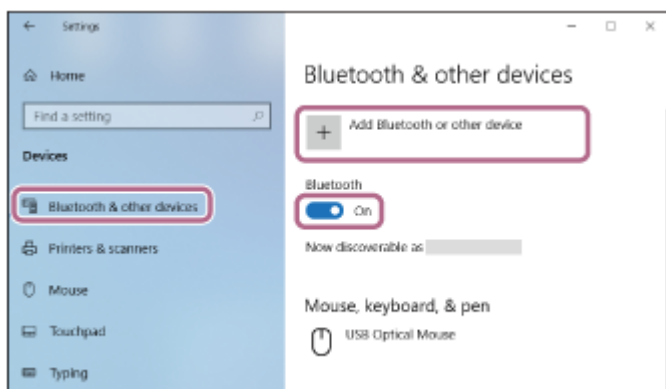 Settings
Home
Find a setting
Devices
Bluetooth & other devices
Printers & scanners
Mouse
Touchpad
Typing
Bluetooth & other devices
Add Bluetooth or other device
Bluetooth
On
Now discoverable as
Mouse, keyboard, & pen
USB Optical Mouse